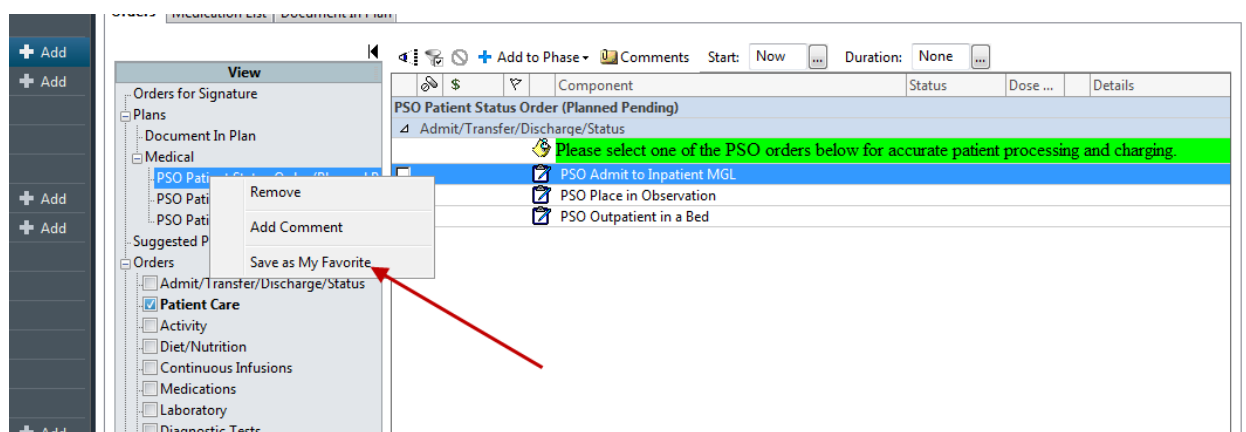 Orders Medication List Document In Plan
Add
Add
Add
Add
Add
View
Orders for Signature
Plans
Document In Plan
Medical
PSO Patient Status Order (Planned P
PSO Pati
PSO Pati
Suggested P
Orders
Admit/Transfer/Discharge/Status
Patient Care
Activity
Diet/Nutrition
Continuous Infusions
Medications
Laboratory
Diagnostic Tests
Remove
Add Comment
Save as My Favorite
Add to Phase Comments Start: Now ... Duration: None ...
$ Component Status Dose ... Details
PSO Patient Status Order (Planned Pending)
Admit/Transfer/Discharge/Status
Please select one of the PSO orders below for accurate patient processing and charging.
PSO Admit to Inpatient MGL
PSO Place in Observation
PSO Outpatient in a Bed